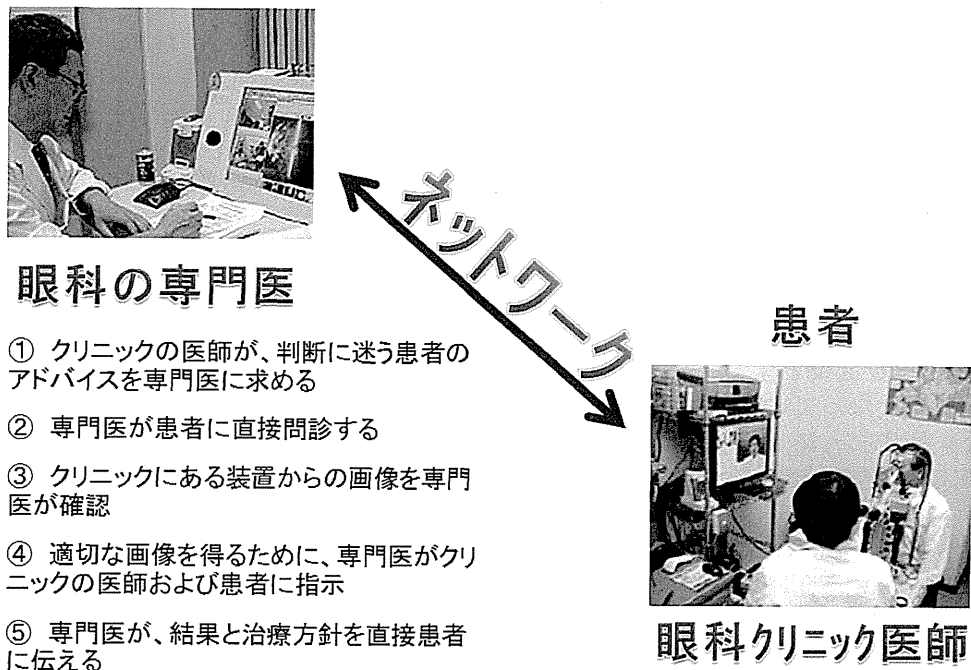 眼科の専門医
① クリニックの医師が、判断に迷う患者の
アドバイスを専門医に求める
② 専門医が患者に直接問診する
③ クリニックにある装置からの画像を専門
医が確認
④ 適切な画像を得るために、専門医がクリ
ニックの医師および患者に指示
⑤ 専門医が、結果と治療方針を直接患者
に伝える
ネットワーク
患者
眼科クリニック医師